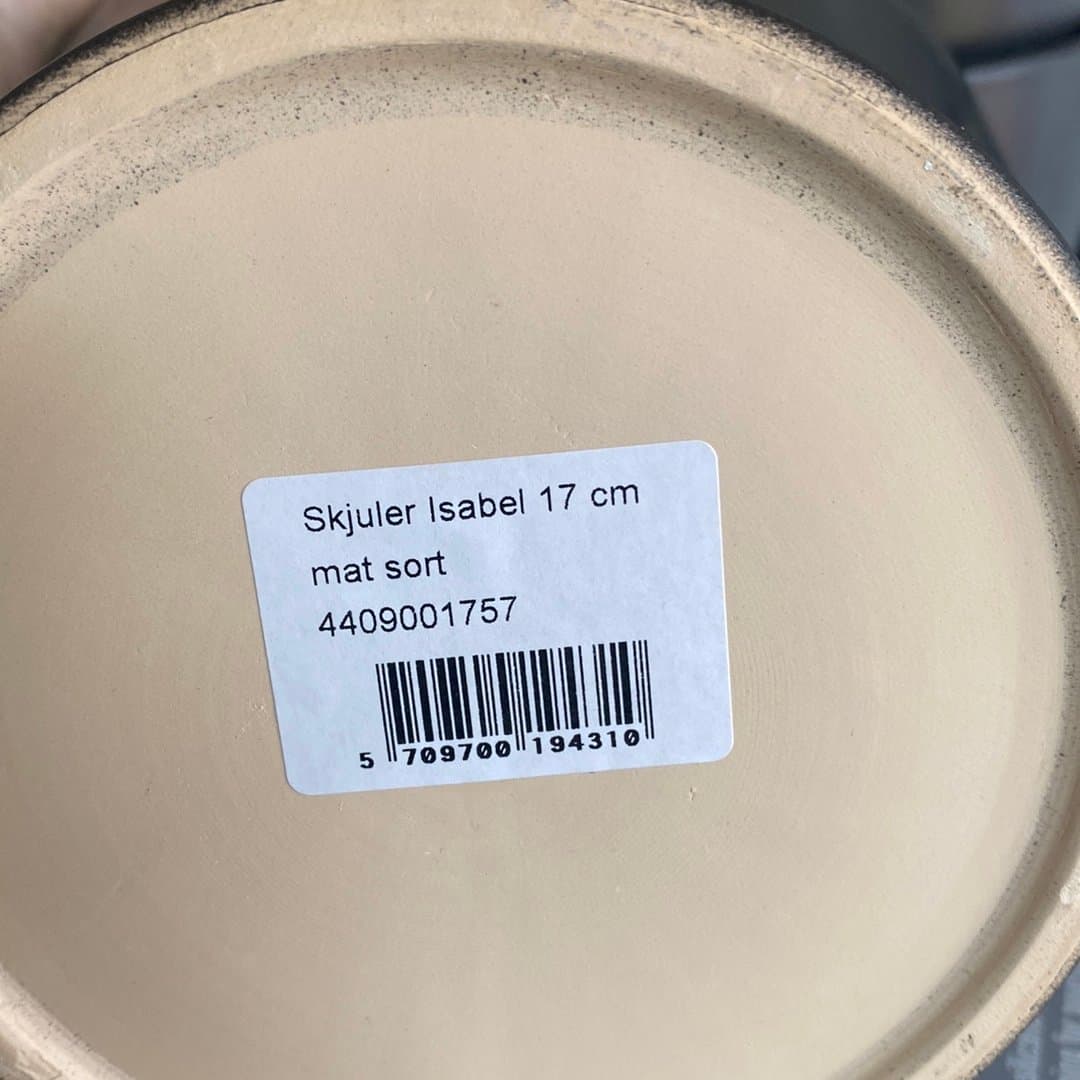 Skjuler Isabel 17 cm
mat sort
4409001757
5 709700 194310